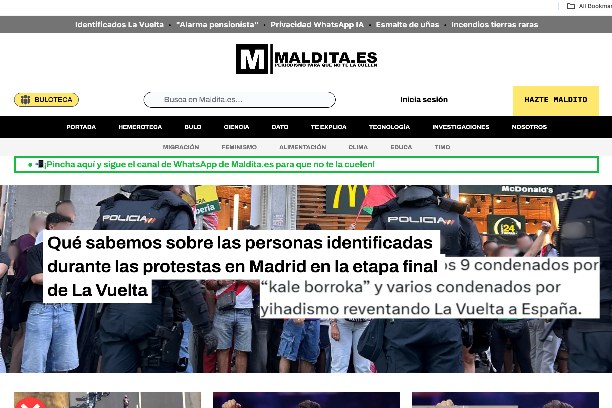 All Bookmar
Identificados La Vuelta • “Alarma pensionista” • Privacidad WhatsApp IA • Esmalte de uñas • Incendios tierras raras
M MALDITA.ES
PERIODISMO PARA QUE NO TE LA CUELEN
BULOTECA
Busca en Maldita.es...
Inicia sesión
HAZTE MALDITO
PORTADA HEMEROTECA BULO CIENCIA DATO TE EXPLICA TECNOLOGÍA INVESTIGACIONES NOSOTROS
MIGRACIÓN FEMINISMO ALIMENTACIÓN CLIMA EDUCA TIMO
¡Pincha aquí y sigue el canal de WhatsApp de Maldita.es para que no te la cuelen!
McDonald's
POLICIA
POLICIA
24
Qué sabemos sobre las personas identificadas
durante las protestas en Madrid en la etapa final
de La Vuelta
os 9 condenados por
“kale borroka” y varios condenados por
yihadismo reventando La Vuelta a España.